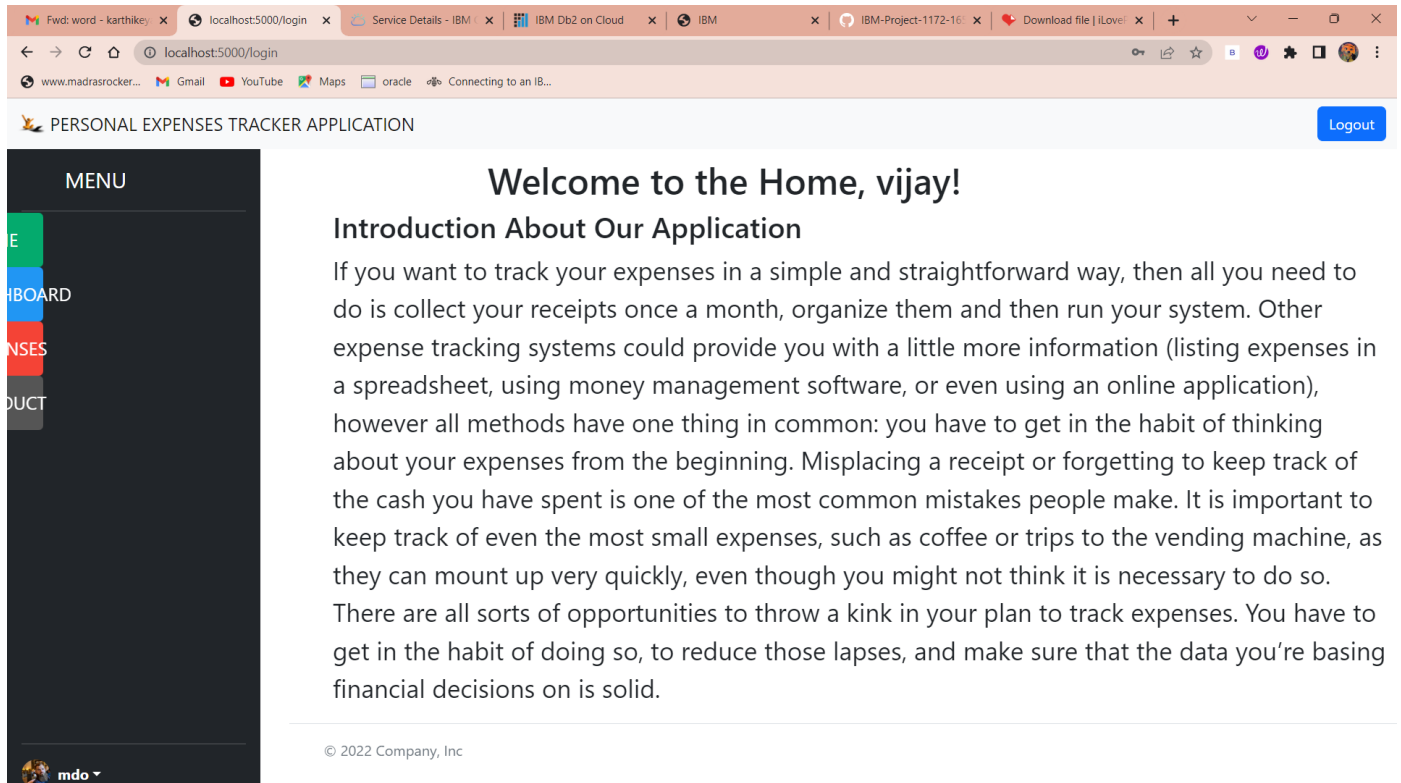 Fwd: word - karthikey
localhost:5000/login
Service Details - IBM C
IBM Db2 on Cloud
IBM
IBM-Project-1172-16
Download file | iLoveP
localhost:5000/login
www.madrasrocker... Gmail YouTube Maps oracle Connecting to an IB...
PERSONAL EXPENSES TRACKER APPLICATION
Logout
MENU
E
HBOARD
NSES
DUCT
Welcome to the Home, vijay!
Introduction About Our Application
If you want to track your expenses in a simple and straightforward way, then all you need to
do is collect your receipts once a month, organize them and then run your system. Other
expense tracking systems could provide you with a little more information (listing expenses in
a spreadsheet, using money management software, or even using an online application),
however all methods have one thing in common: you have to get in the habit of thinking
about your expenses from the beginning. Misplacing a receipt or forgetting to keep track of
the cash you have spent is one of the most common mistakes people make. It is important to
keep track of even the most small expenses, such as coffee or trips to the vending machine, as
they can mount up very quickly, even though you might not think it is necessary to do so.
There are all sorts of opportunities to throw a kink in your plan to track expenses. You have to
get in the habit of doing so, to reduce those lapses, and make sure that the data you’re basing
financial decisions on is solid.
© 2022 Company, Inc
mdo